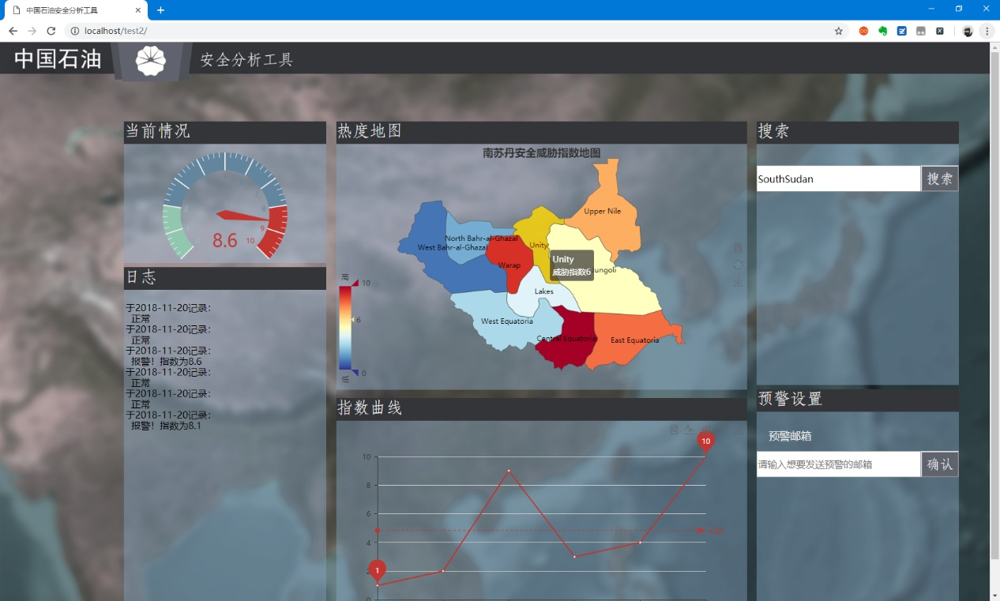 中国石油安全分析工具
localhost/test2/
中国石油
安全分析工具
当前情况
2
7
8
9
10
8.6
日志
于2018-11-20记录：
正常
于2018-11-20记录：
正常
于2018-11-20记录：
报警！指数为8.6
于2018-11-20记录：
正常
于2018-11-20记录：
正常
于2018-11-20记录：
报警！指数为8.1
热度地图
南苏丹安全威胁指数地图
Upper Nile
North Bahr-al-Ghazal
West Bahr-al-Ghazal
Unity
Warap
Unity
威胁指数6
ungoli
Lakes
West Equatoria
Central Equatoria
East Equatoria
高
10
6
0
低
指数曲线
10
10
8
6
4
2
0
1
搜索
SouthSudan
搜索
预警设置
预警邮箱
请输入想要发送预警的邮箱
确认